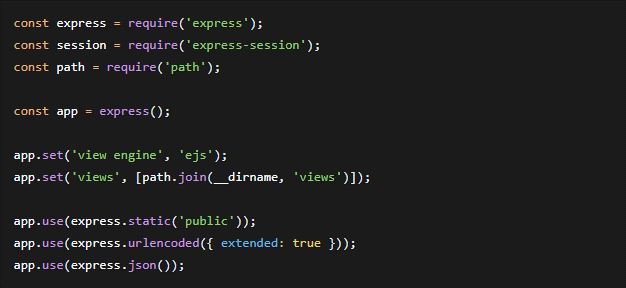 const express = require('express');
const session = require('express-session');
const path = require('path');
const app = express();
app.set('view engine', 'ejs');
app.set('views', [path.join(__dirname, 'views')]);
app.use(express.static('public'));
app.use(express.urlencoded({ extended: true }));
app.use(express.json());